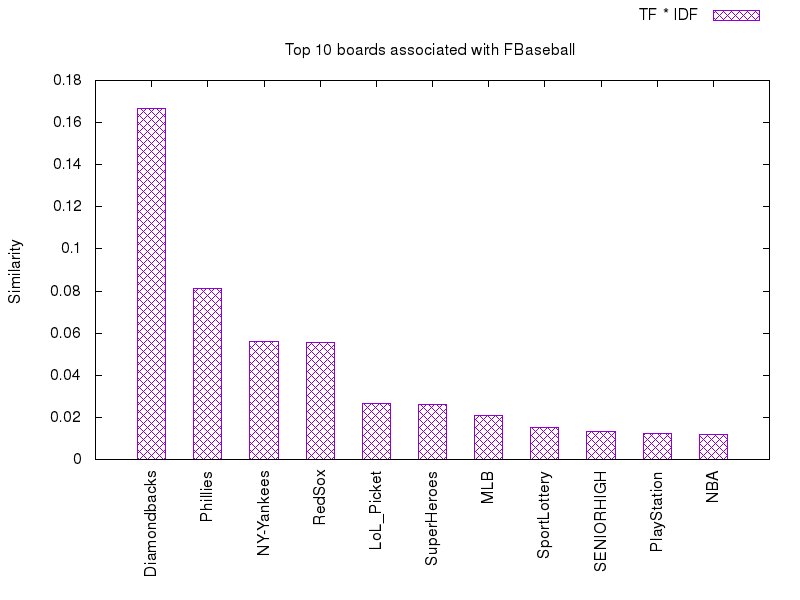 TF * IDF
Top 10 boards associated with FBaseball
0.18
0.16
0.14
0.12
0.1
0.08
0.06
0.04
0.02
0
Similarity
Diamondbacks
Phillies
NY-Yankees
RedSox
LoL_Picket
SuperHeroes
MLB
SportLottery
SENIORHIGH
PlayStation
NBA